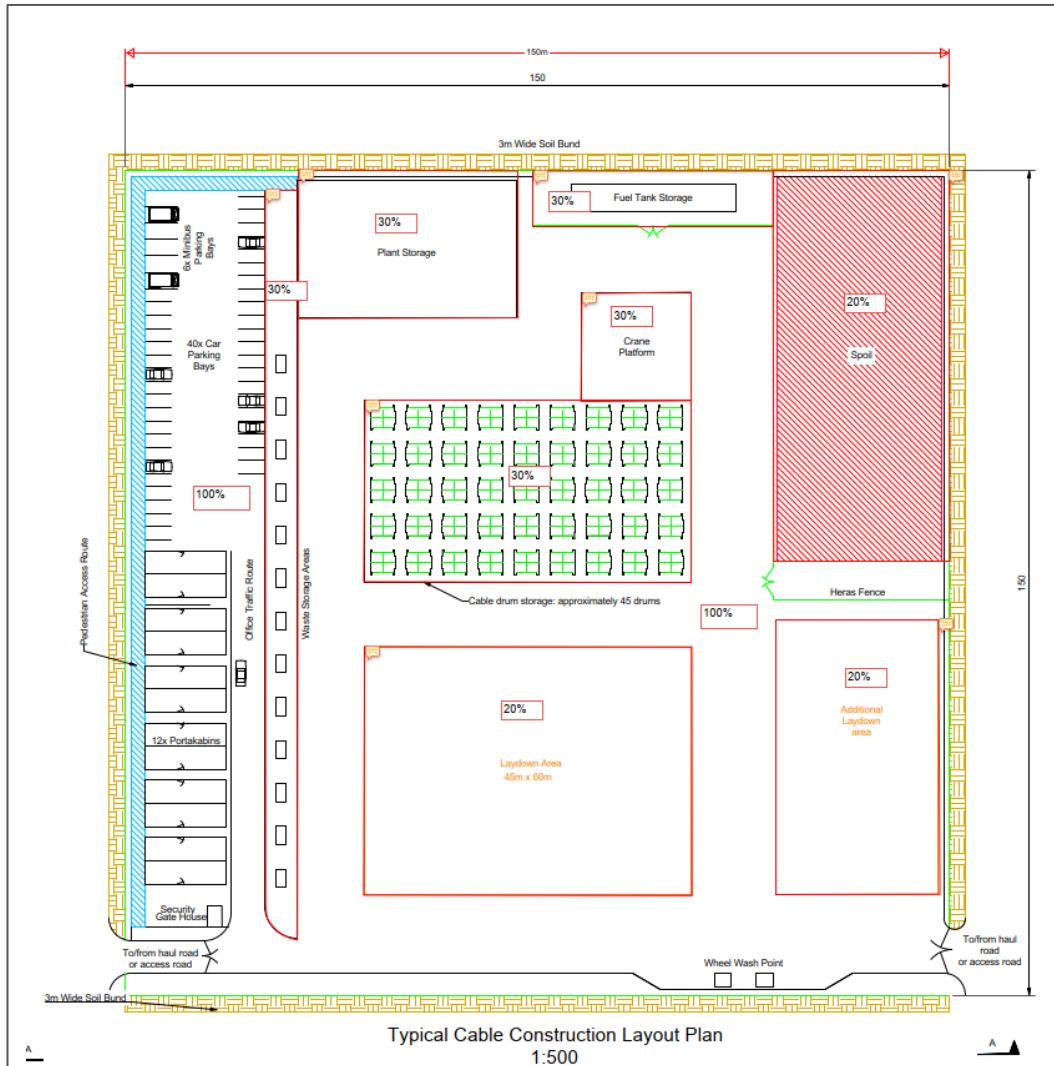 150m
150
3m Wide Soil Bund
6x Minibus
Parking
Bays
30%
Plant Storage
30%
Fuel Tank Storage
30%
30%
Crane
Platform
20%
Spoil
40x Car
Parking
Bays
100%
30%
Pedestrian Access Route
Office Traffic Route
Waste Storage Areas
Cable drum storage: approximately 45 drums
100%
Heras Fence
150
20%
Laydown Area
45m x 60m
20%
Additional
Laydown
area
12x Portakabins
Security
Gate House
To/from haul road
or access road
Wheel Wash Point
To/from haul
road
or access road
3m Wide Soil Bund
Typical Cable Construction Layout Plan
1:500
A
A